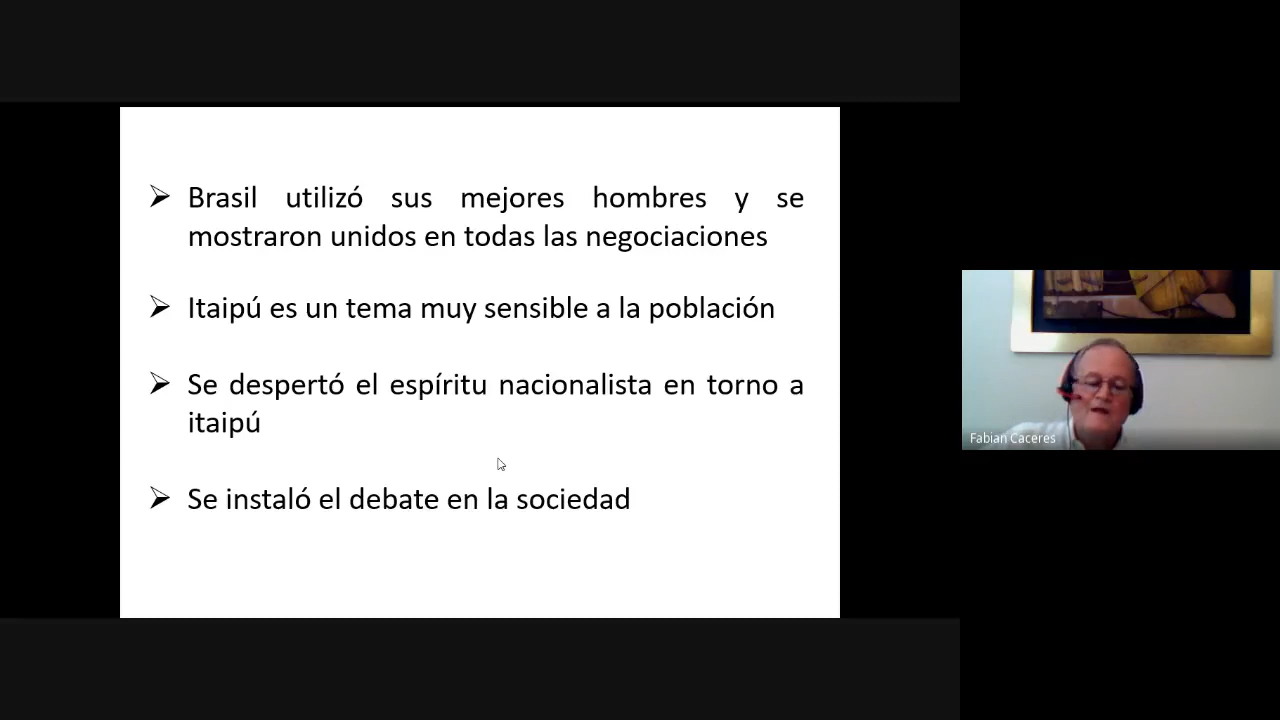 Brasil utilizó sus mejores hombres y se
mostraron unidos en todas las negociaciones
Itaipú es un tema muy sensible a la población
Se despertó el espíritu nacionalista en torno a
itaipú
Se instaló el debate en la sociedad
Fabian Caceres